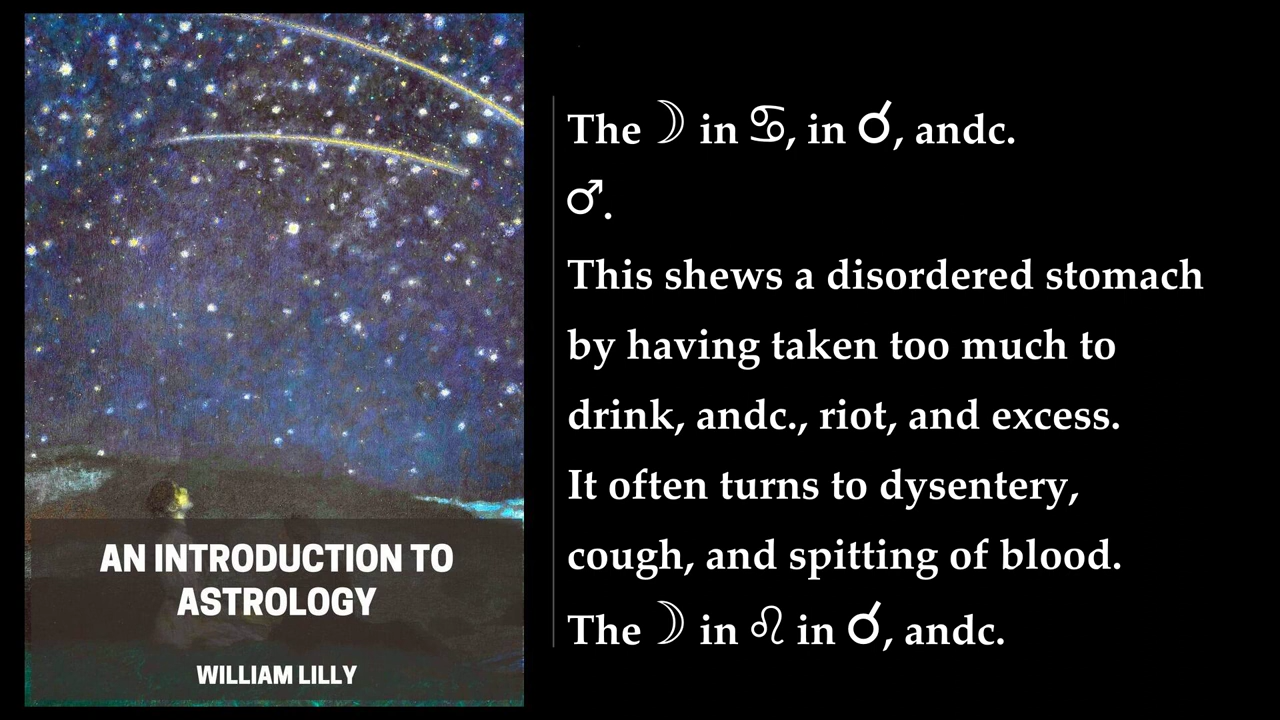 AN INTRODUCTION TO
ASTROLOGY
WILLIAM LILLY
The ☽ in ♋, in ☌, andc.
♂.
This shews a disordered stomach
by having taken too much to
drink, andc., riot, and excess.
It often turns to dysentery,
cough, and spitting of blood.
The ☽ in ♌ in ☌, andc.